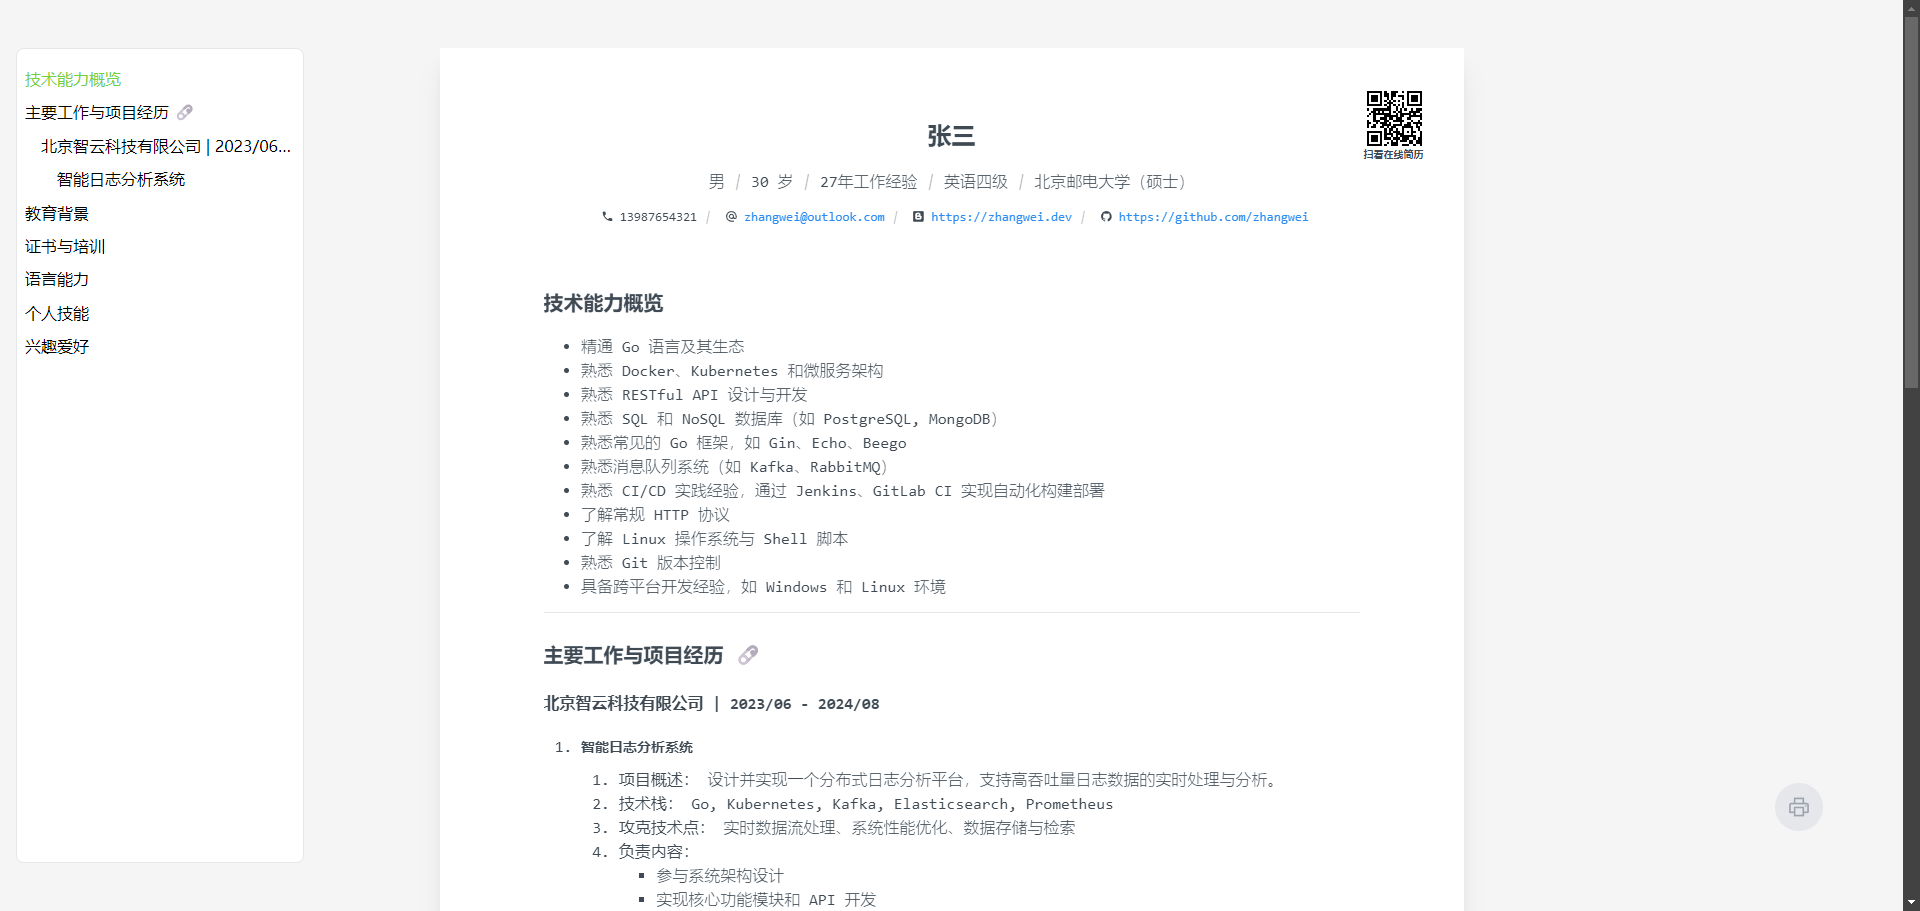 技术能力概览
主要工作与项目经历
北京智云科技有限公司 | 2023/06...
智能日志分析系统
教育背景
证书与培训
语言能力
个人技能
兴趣爱好
扫看在线简历
张三
男 / 30 岁 / 27年工作经验 / 英语四级 / 北京邮电大学（硕士）
13987654321 / zhangwei@outlook.com / https://zhangwei.dev / https://github.com/zhangwei
技术能力概览
• 精通 Go 语言及其生态
• 熟悉 Docker、Kubernetes 和微服务架构
• 熟悉 RESTful API 设计与开发
• 熟悉 SQL 和 NoSQL 数据库（如 PostgreSQL, MongoDB）
• 熟悉常见的 Go 框架，如 Gin、Echo、Beego
• 熟悉消息队列系统（如 Kafka、RabbitMQ）
• 熟悉 CI/CD 实践经验，通过 Jenkins、GitLab CI 实现自动化构建部署
• 了解常规 HTTP 协议
• 了解 Linux 操作系统与 Shell 脚本
• 熟悉 Git 版本控制
• 具备跨平台开发经验，如 Windows 和 Linux 环境
主要工作与项目经历
北京智云科技有限公司 | 2023/06 - 2024/08
1. 智能日志分析系统
1. 项目概述： 设计并实现一个分布式日志分析平台，支持高吞吐量日志数据的实时处理与分析。
2. 技术栈： Go, Kubernetes, Kafka, Elasticsearch, Prometheus
3. 攻克技术点： 实时数据流处理、系统性能优化、数据存储与检索
4. 负责内容：
▪ 参与系统架构设计
▪ 实现核心功能模块和 API 开发